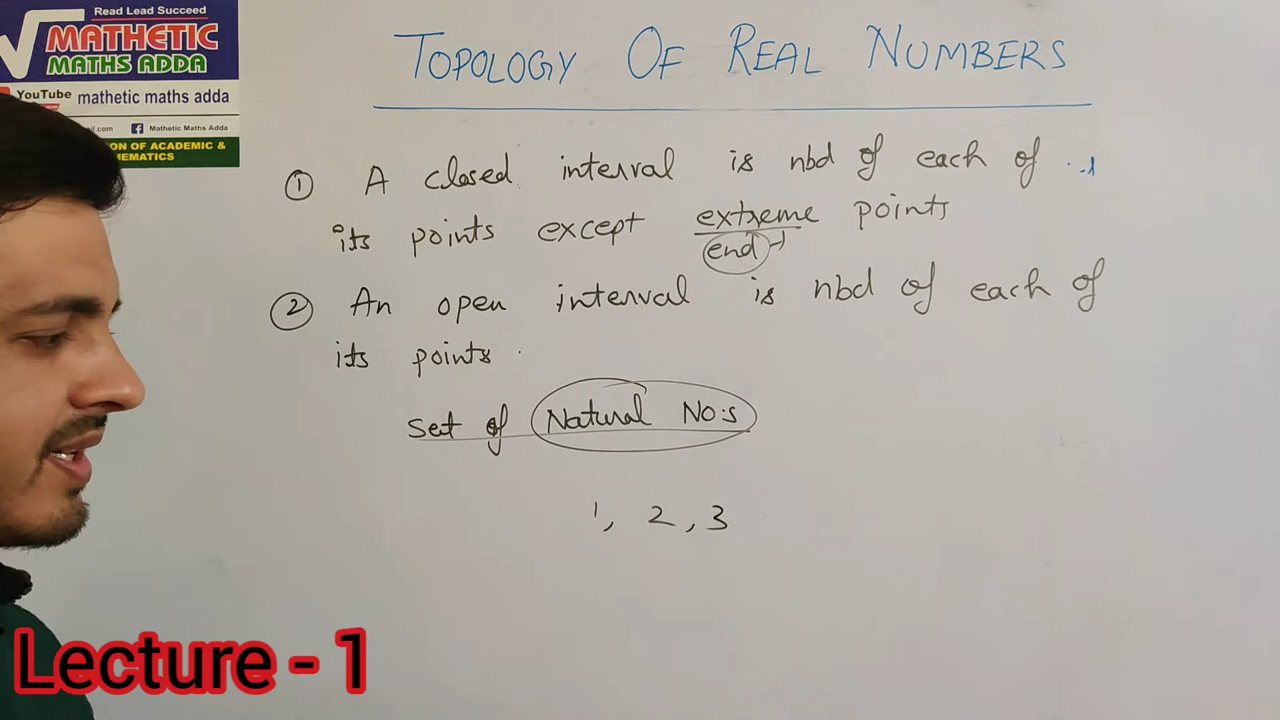 Read Lead Succeed
MATHETIC
MATHS ADDA
YouTube mathetic maths adda
Mathetic Maths Adda
OF ACADEMIC &
TOPOLOGY OF REAL NUMBERS
① A closed interval is nbd of each of
its points except extreme points
end
② An open interval is nbd of each of
its points.
Set of Natural No:s
1, 2, 3
Lecture - 1